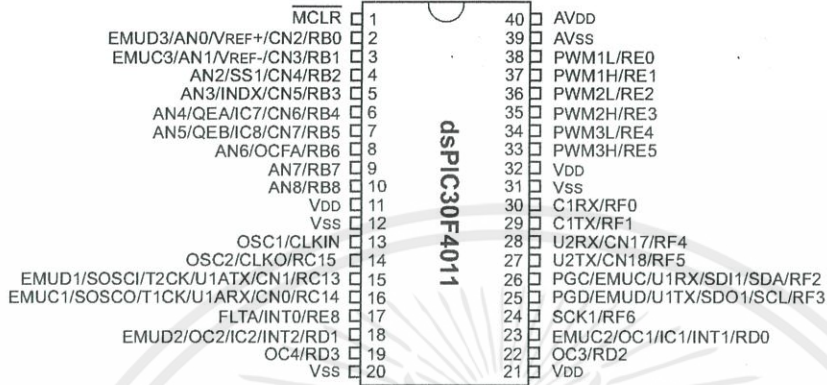 MCLR 1
EMUD3/AN0/VREF+/CN2/RB0 2
EMUC3/AN1/VREF-/CN3/RB1 3
AN2/SS1/CN4/RB2 4
AN3/INDX/CN5/RB3 5
AN4/QEA/IC7/CN6/RB4 6
AN5/QEB/IC8/CN7/RB5 7
AN6/OCFA/RB6 8
AN7/RB7 9
AN8/RB8 10
VDD 11
VSS 12
OSC1/CLKIN 13
OSC2/CLKO/RC15 14
EMUD1/SOSCI/T2CK/U1ATX/CN1/RC13 15
EMUC1/SOSCO/T1CK/U1ARX/CN0/RC14 16
FLTA/INT0/RE8 17
EMUD2/OC2/IC2/INT2/RD1 18
OC4/RD3 19
VSS 20
dsPIC30F4011
40 AVDD
39 AVSS
38 PWM1L/RE0
37 PWM1H/RE1
36 PWM2L/RE2
35 PWM2H/RE3
34 PWM3L/RE4
33 PWM3H/RE5
32 VDD
31 VSS
30 C1RX/RF0
29 C1TX/RF1
28 U2RX/CN17/RF4
27 U2TX/CN18/RF5
26 PGC/EMUC/U1RX/SDI1/SDA/RF2
25 PGD/EMUD/U1TX/SDO1/SCL/RF3
24 SCK1/RF6
23 EMUC2/OC1/IC1/INT1/RD0
22 OC3/RD2
21 VDD